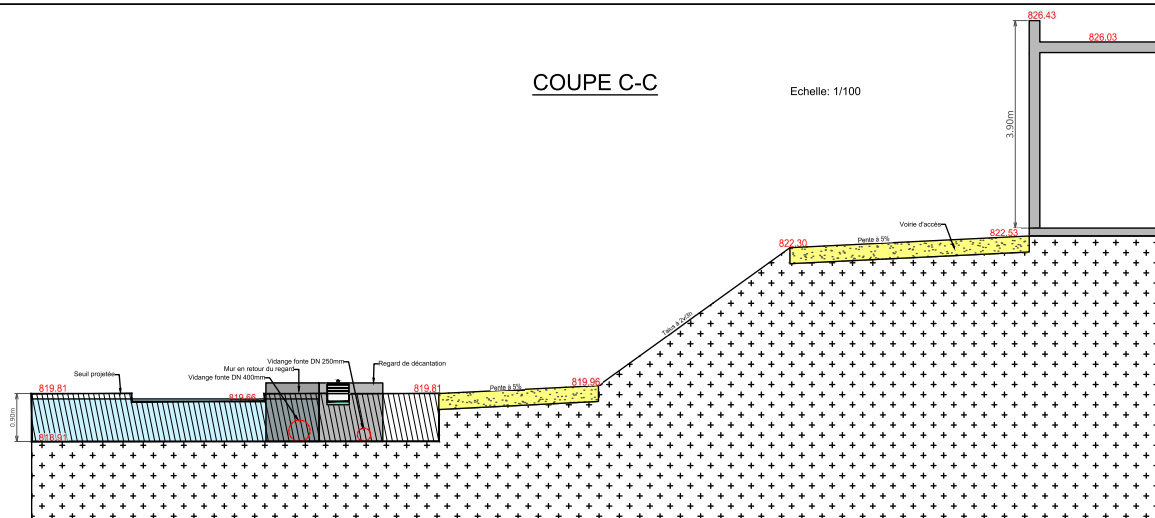 826.43
826.03
COUPE C-C
Echelle: 1/100
3.90m
Voirie d'accès
822.53
822.30
Pente à 5%
Talus à 2v/3h
Vidange fonte DN 250mm
Mur en retour du regard
Regard de décantation
Vidange fonte DN 400mm
Seuil projetée
819.81
819.66
819.81
Pente à 5%
819.96
0.90m
818.91